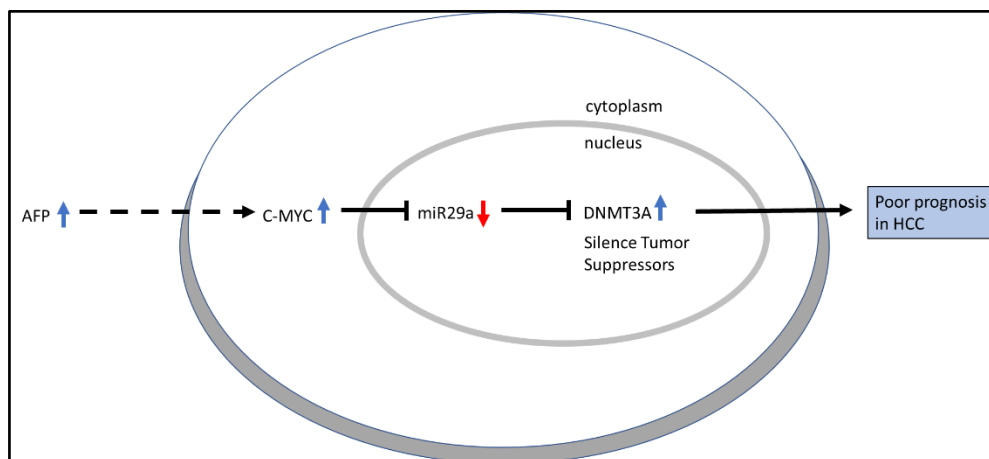 cytoplasm
nucleus
AFP
C-MYC
miR29a
DNMT3A
Silence Tumor
Suppressors
Poor prognosis
in HCC